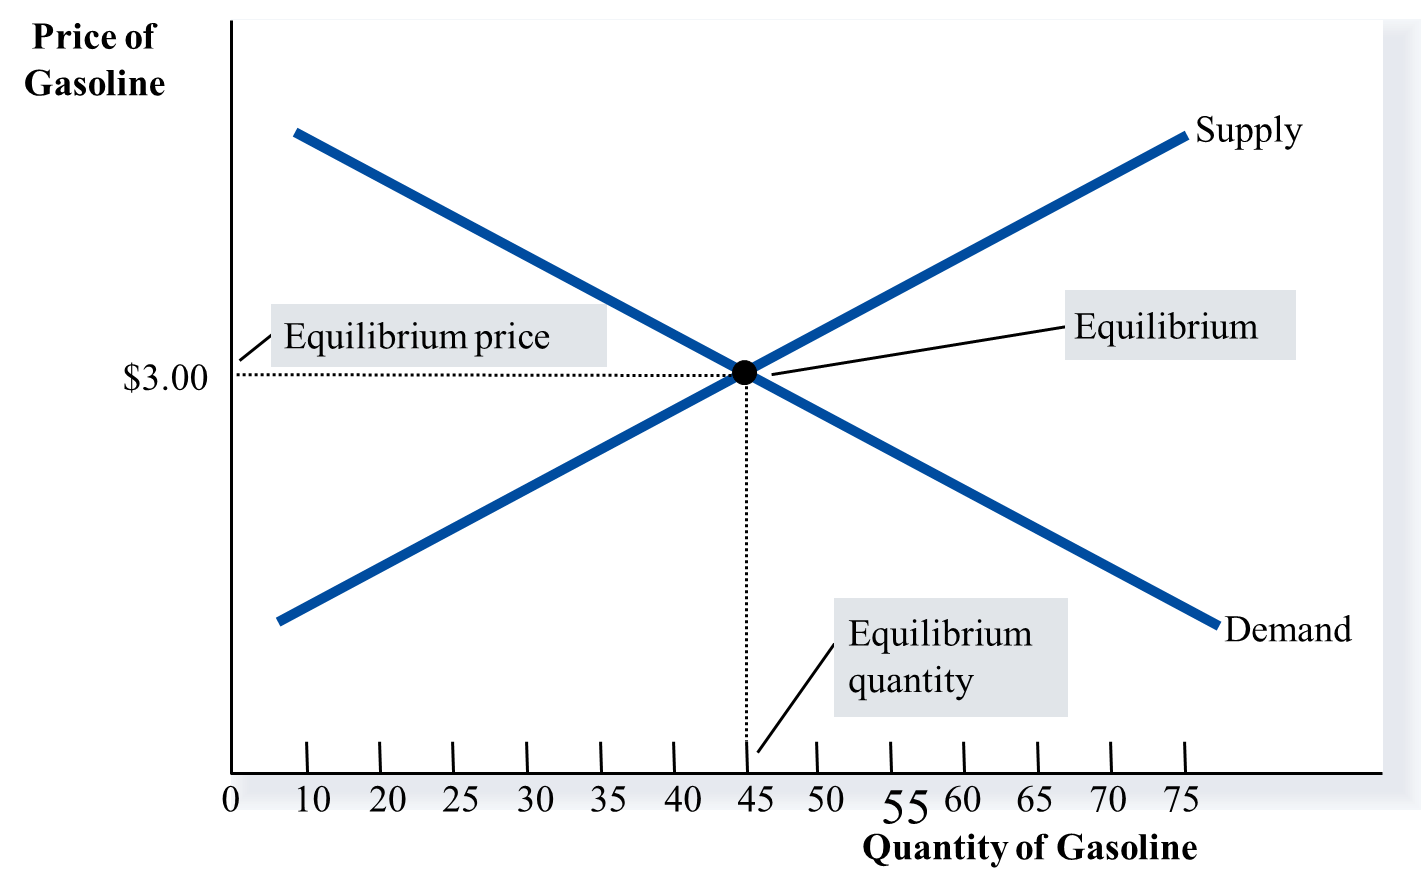 Price of
Gasoline
Supply
Equilibrium price
Equilibrium
$3.00
Equilibrium
quantity
Demand
0 10 20 25 30 35 40 45 50 55 60 65 70 75
Quantity of Gasoline